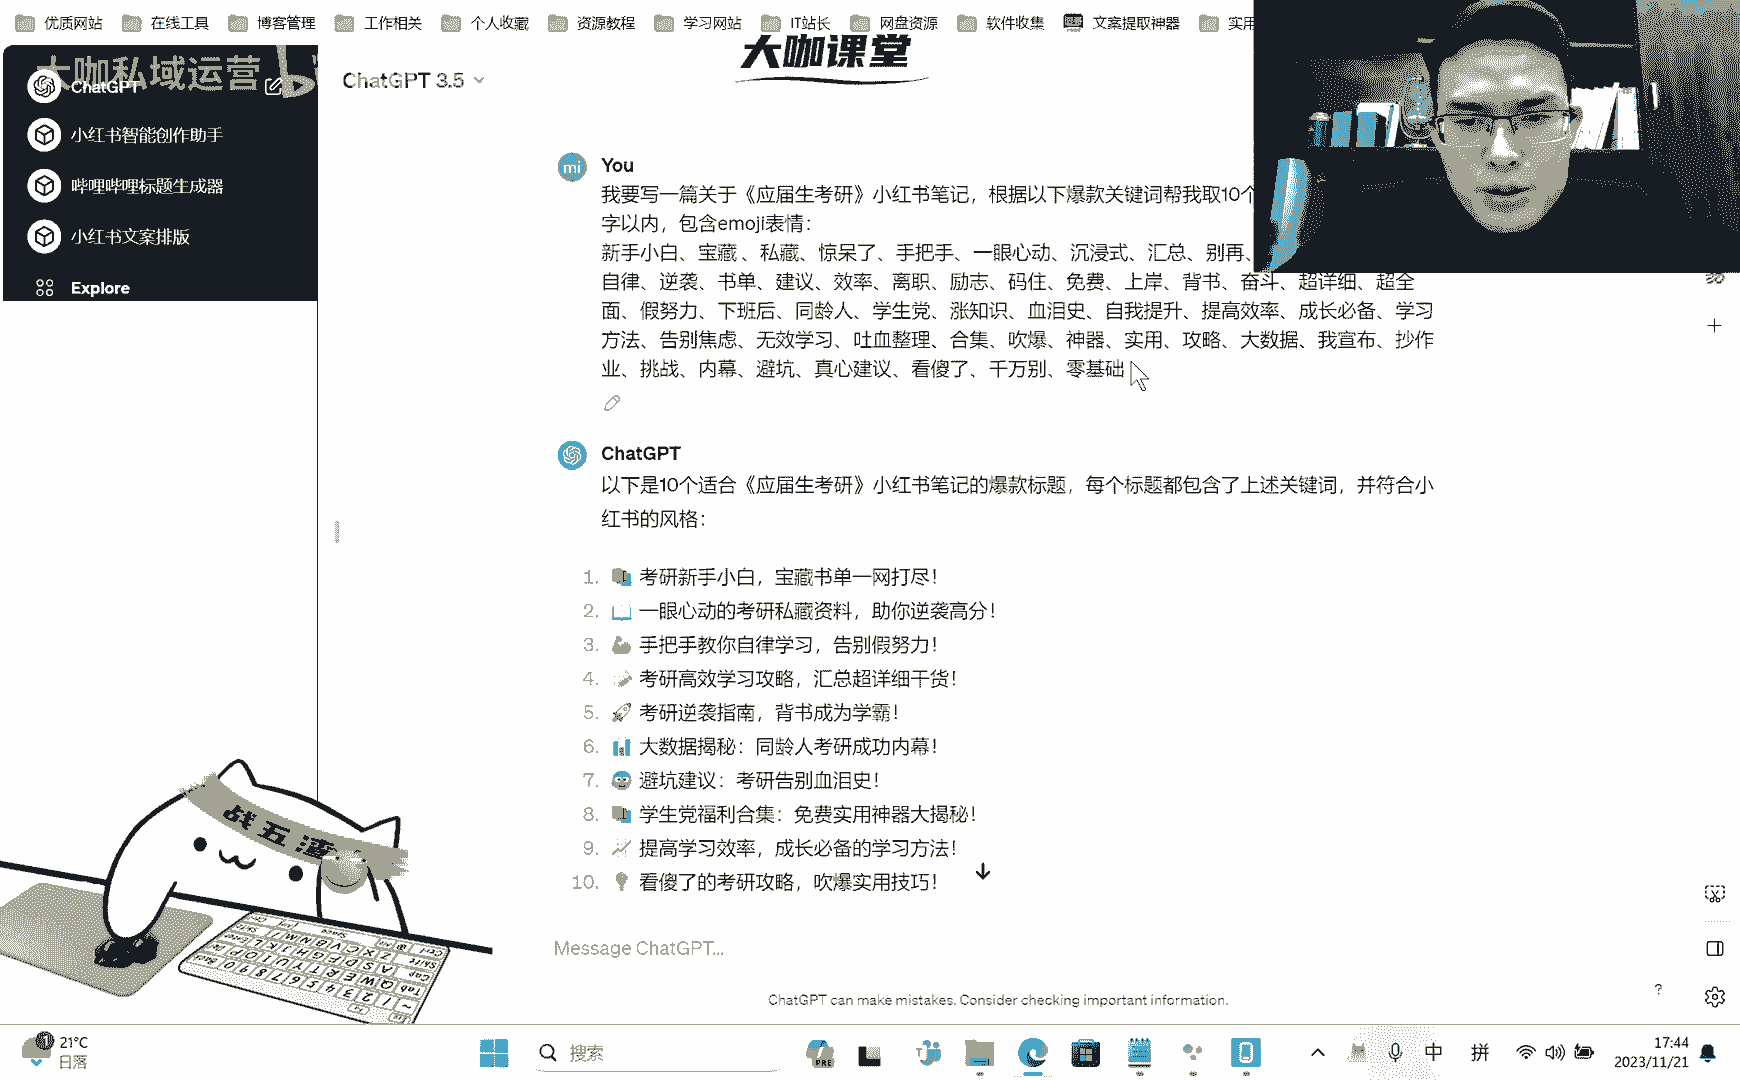 优质网站 在线工具 博客管理 工作相关 个人收藏 资源教程 学习网站 IT站长 网盘资源 软件收集 文案提取神器 实用
大咖课堂
大咖私域运营
ChatGPT
小红书智能创作助手
哔哩哔哩标题生成器
小红书文案排版
Explore
ChatGPT 3.5
mi
You
我要写一篇关于《应届生考研》小红书笔记，根据以下爆款关键词帮我取10个
字以内，包含emoji表情：
新手小白、宝藏、私藏、惊呆了、手把手、一眼心动、沉浸式、汇总、别再、
自律、逆袭、书单、建议、效率、离职、励志、码住、免费、上岸、背书、奋斗、超详细、超全
面、假努力、下班后、同龄人、学生党、涨知识、血泪史、自我提升、提高效率、成长必备、学习
方法、告别焦虑、无效学习、吐血整理、合集、吹爆、神器、实用、攻略、大数据、我宣布、抄作
业、挑战、内幕、避坑、真心建议、看傻了、千万别、零基础
ChatGPT
以下是10个适合《应届生考研》小红书笔记的爆款标题，每个标题都包含了上述关键词，并符合小
红书的风格：
1. 考研新手小白，宝藏书单一网打尽！
2. 一眼心动的考研私藏资料，助你逆袭高分！
3. 手把手教你自律学习，告别假努力！
4. 考研高效学习攻略，汇总超详细干货！
5. 考研逆袭指南，背书成为学霸！
6. 大数据揭秘：同龄人考研成功内幕！
7. 避坑建议：考研告别血泪史！
8. 学生党福利合集：免费实用神器大揭秘！
9. 提高学习效率，成长必备的学习方法！
10. 看傻了的考研攻略，吹爆实用技巧！
战五渣
Message ChatGPT...
ChatGPT can make mistakes. Consider checking important information.
?
21°C
日落
搜索
PRE
中 拼
17:44
2023/11/21